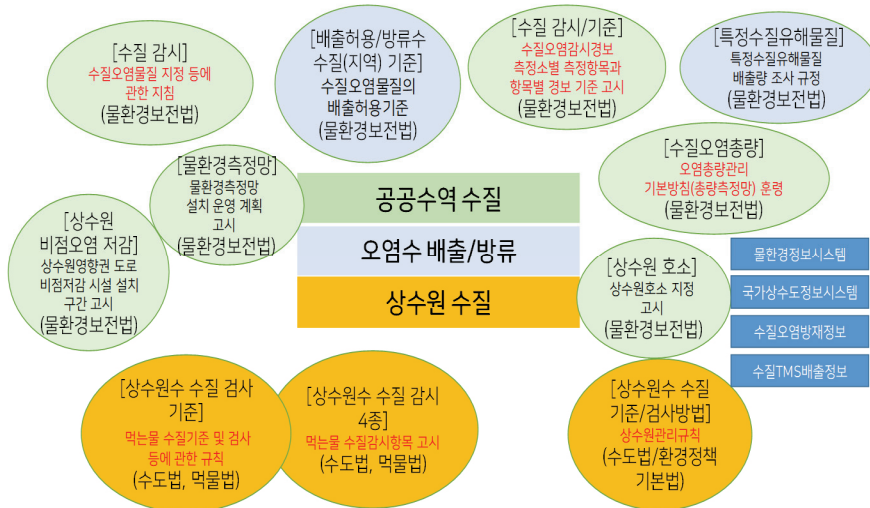 [수질 감시]
수질오염물질 지정 등에
관한 지침
(물환경보전법)
[배출허용/방류수
수질(지역) 기준]
수질오염물질의
배출허용기준
(물환경보전법)
[수질 감시/기준]
수질오염감시경보
측정소별 측정항목과
항목별 경보 기준 고시
(물환경보전법)
[특정수질유해물질]
특정수질유해물질
배출량 조사 규정
(물환경보전법)
[물환경측정망]
물환경측정망
설치 운영 계획
고시
(물환경보전법)
[수질오염총량]
오염총량관리
기본방침(총량측정망) 훈령
(물환경보전법)
[상수원
비점오염 저감]
상수원영향권 도로
비점저감 시설 설치
구간 고시
(물환경보전법)
공공수역 수질
오염수 배출/방류
상수원 수질
[상수원 호소]
상수원호소 지정
고시
(물환경보전법)
물환경정보시스템
국가상수도정보시스템
수질오염방재정보
수질TMS배출정보
[상수원수 수질 검사
기준]
먹는물 수질기준 및 검사
등에 관한 규칙
(수도법, 먹물법)
[상수원수 수질 감시
4종]
먹는물 수질감시항목 고시
(수도법, 먹물법)
[상수원수 수질
기준/검사방법]
상수원관리규칙
(수도법/환경정책
기본법)